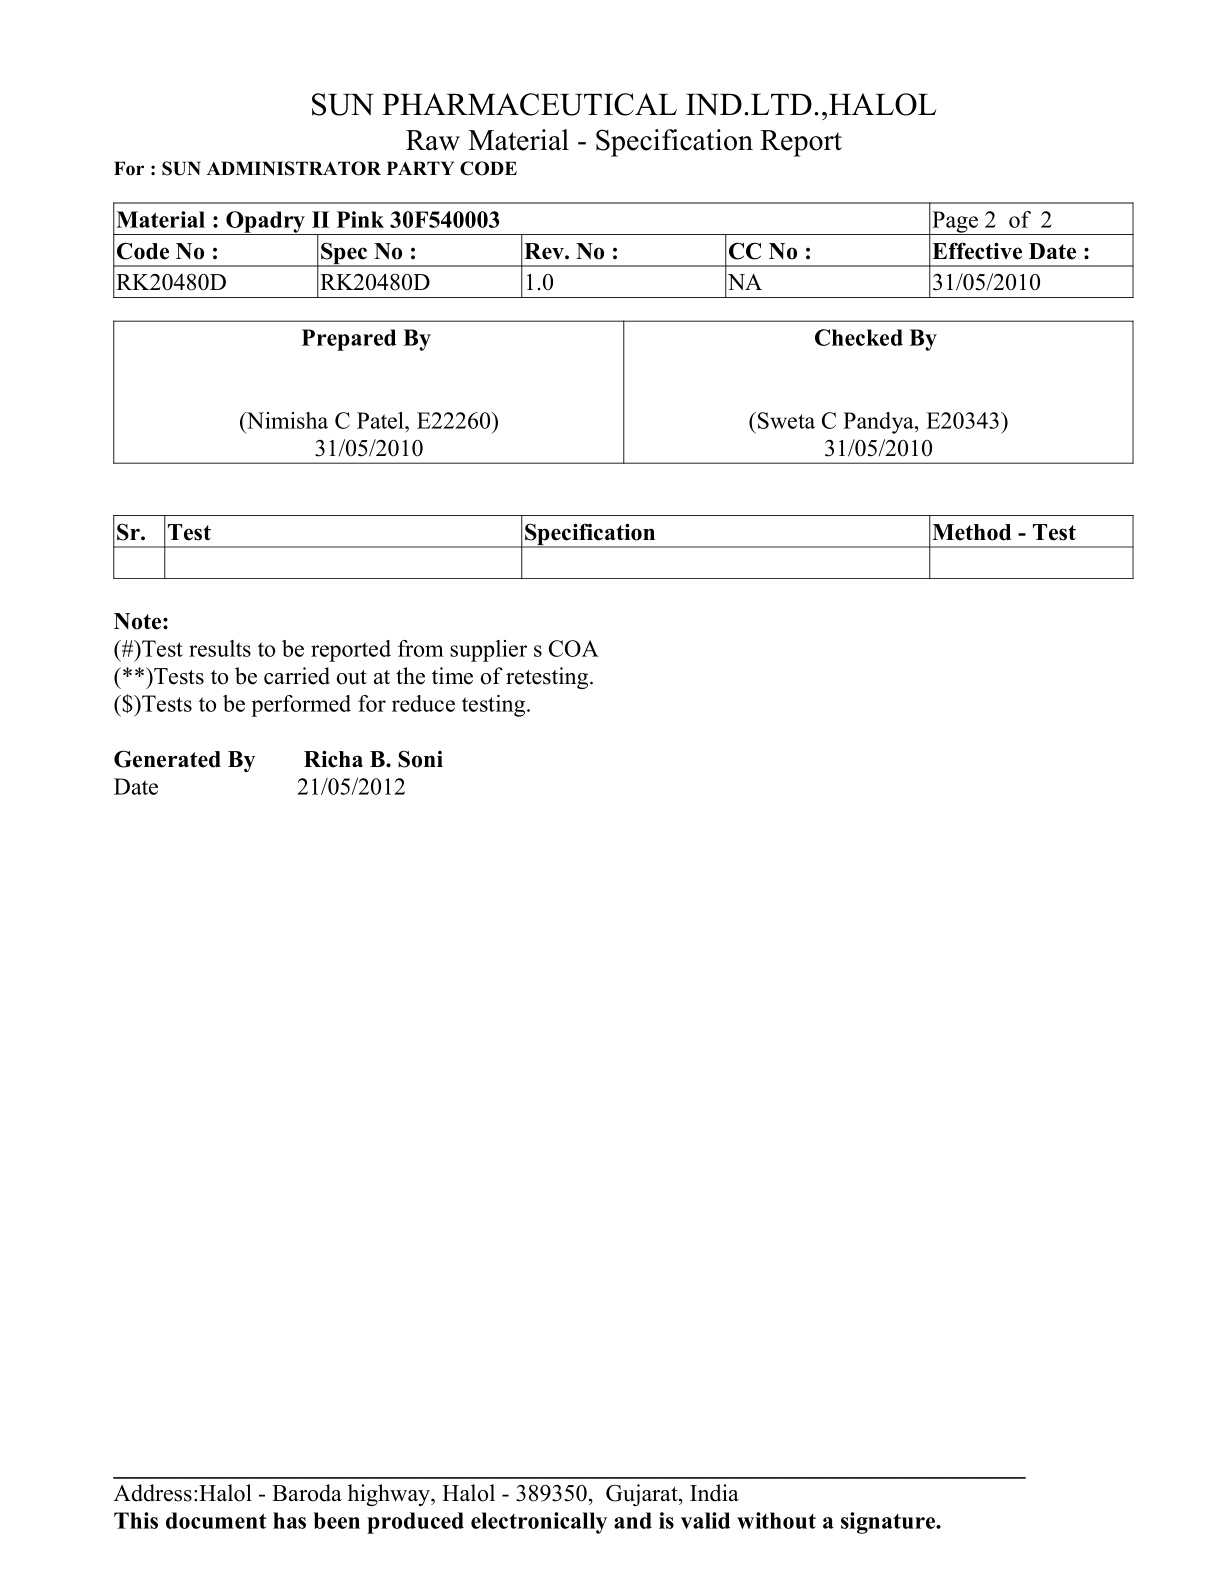 SUN PHARMACEUTICAL IND.LTD.,HALOL
Raw Material - Specification Report
For : SUN ADMINISTRATOR PARTY CODE
Material : Opadry II Pink 30F540003 Page 2 of 2
Code No : Spec No : Rev. No : CC No : Effective Date :
RK20480D RK20480D 1.0 NA 31/05/2010
Prepared By Checked By
(Nimisha C Patel, E22260) (Sweta C Pandya, E20343)
31/05/2010 31/05/2010
Sr. Test Specification Method - Test
Note:
(#)Test results to be reported from supplier s COA
(**)Tests to be carried out at the time of retesting.
($)Tests to be performed for reduce testing.
Generated By Richa B. Soni
Date 21/05/2012
Address:Halol - Baroda highway, Halol - 389350, Gujarat, India
This document has been produced electronically and is valid without a signature.